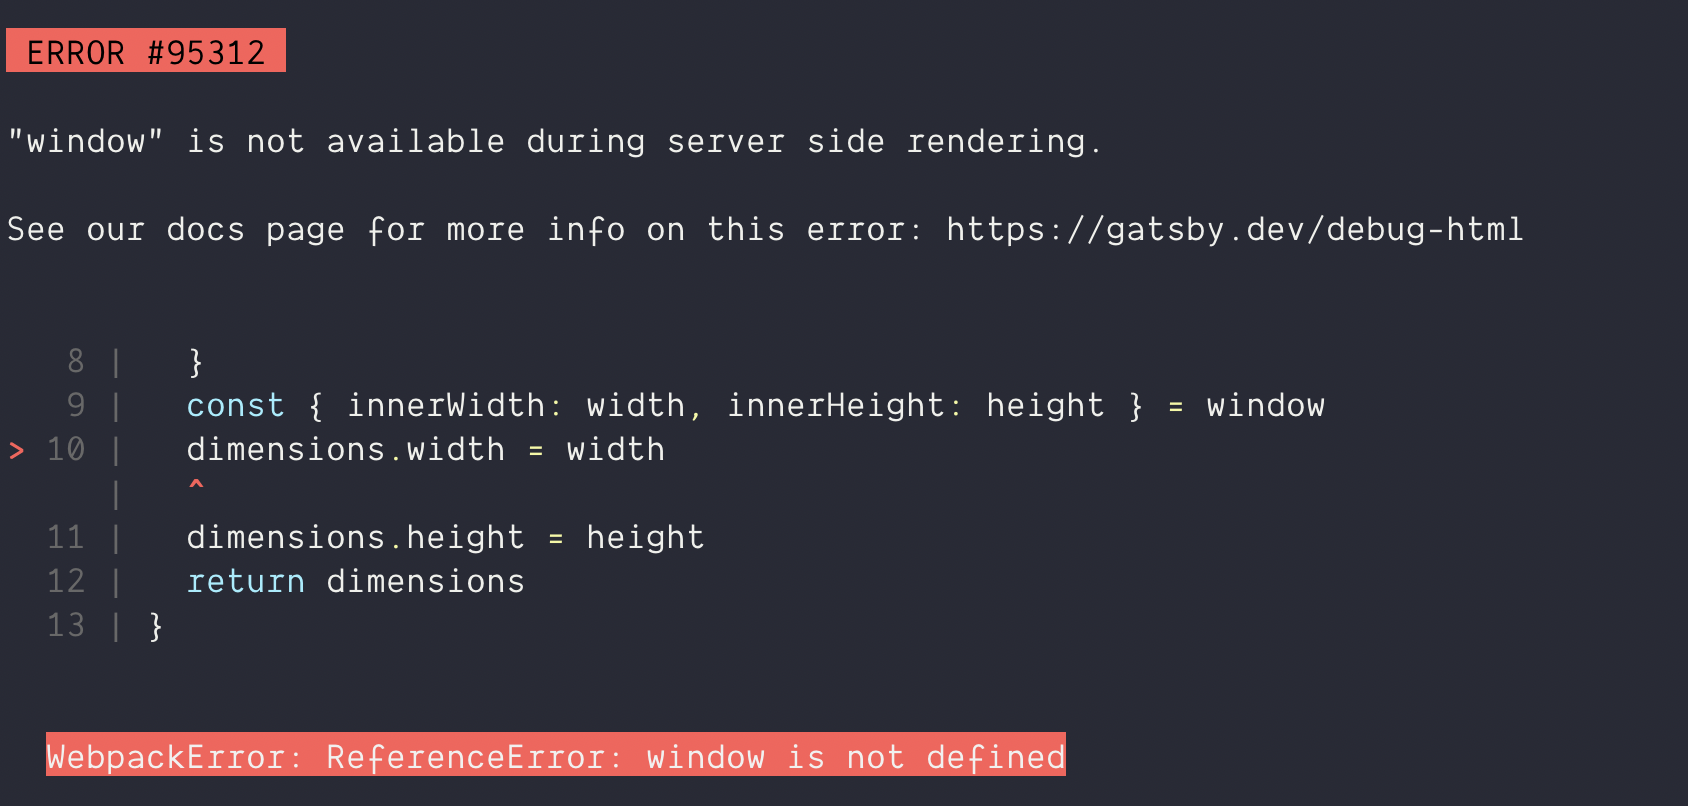 ERROR #95312
"window" is not available during server side rendering.
See our docs page for more info on this error: https://gatsby.dev/debug-html
8 |   }
9 |   const { innerWidth: width, innerHeight: height } = window
> 10 |   dimensions.width = width
|   ^
11 |   dimensions.height = height
12 |   return dimensions
13 | }
WebpackError: ReferenceError: window is not defined